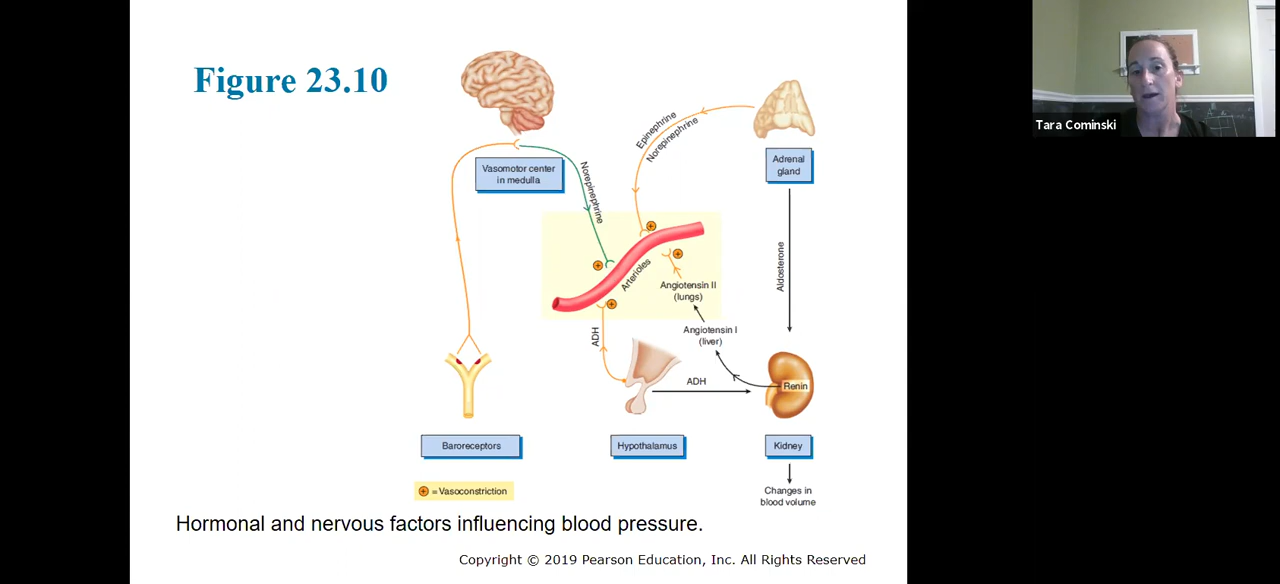 Figure 23.10
Tara Cominski
Vasomotor center
in medulla
Norepinephrine
Epinephrine
Norepinephrine
Adrenal
gland
Arterioles
Angiotensin II
(lungs)
Aldosterone
Angiotensin I
(liver)
ADH
ADH
Renin
Baroreceptors
Hypothalamus
Kidney
+ = Vasoconstriction
Changes in
blood volume
Hormonal and nervous factors influencing blood pressure.
Copyright © 2019 Pearson Education, Inc. All Rights Reserved